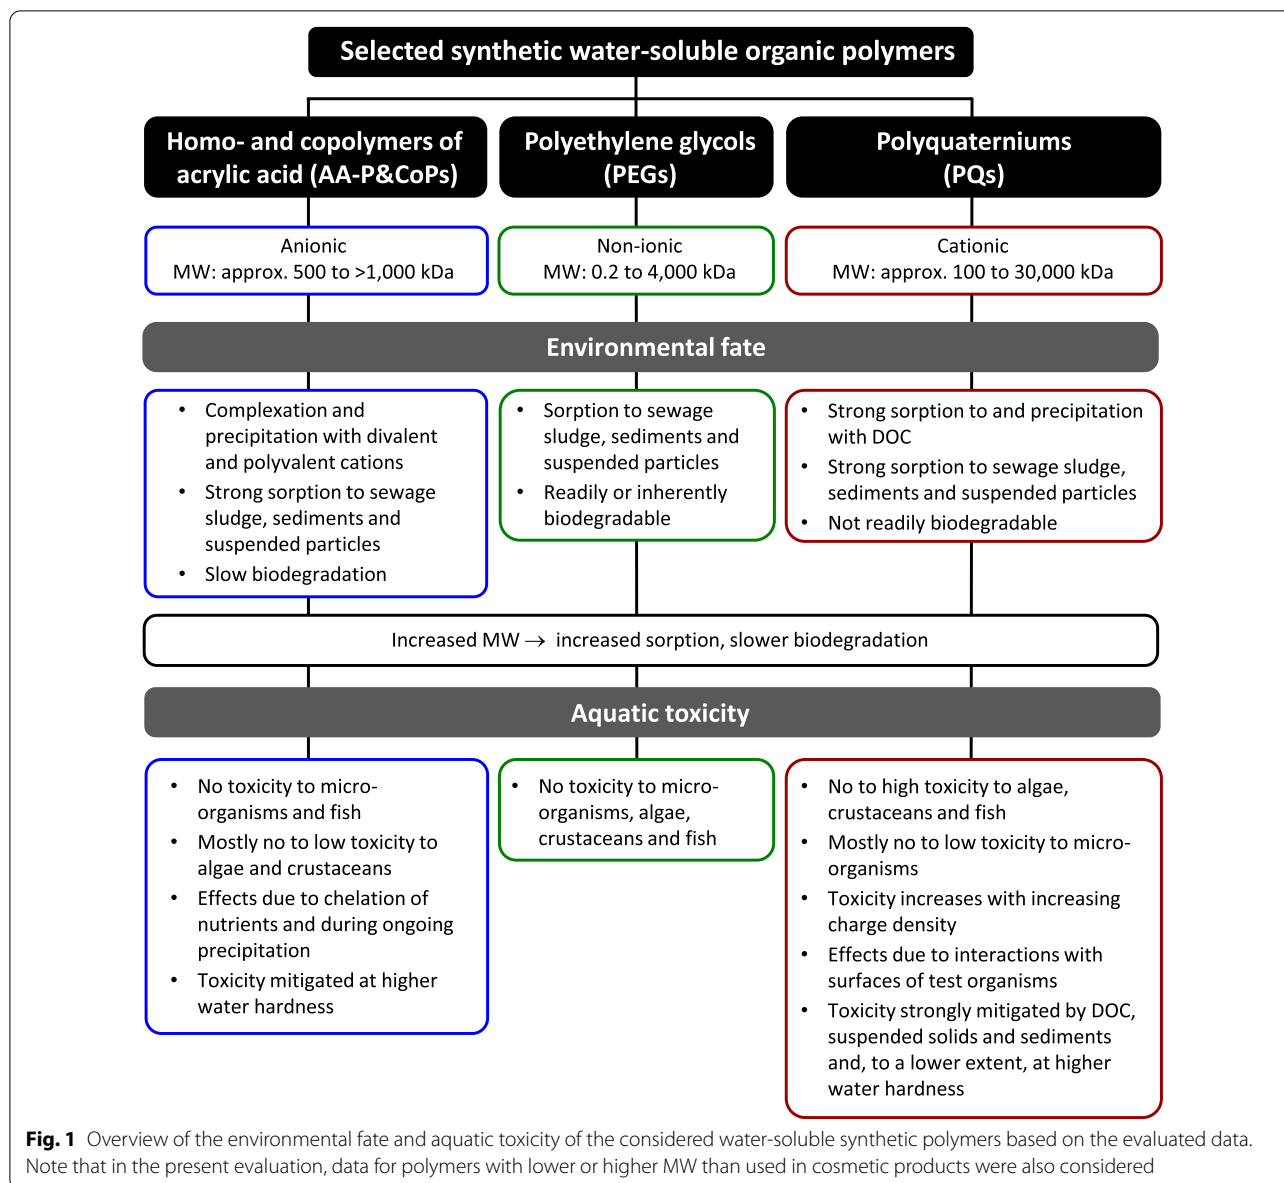 Selected synthetic water-soluble organic polymers
Homo- and copolymers of
acrylic acid (AA-P&CoPs)
Polyethylene glycols
(PEGs)
Polyquaterniums
(PQs)
Anionic
MW: approx. 500 to >1,000 kDa
Non-ionic
MW: 0.2 to 4,000 kDa
Cationic
MW: approx. 100 to 30,000 kDa
Environmental fate
• Complexation and
precipitation with divalent
and polyvalent cations
• Strong sorption to sewage
sludge, sediments and
suspended particles
• Slow biodegradation
• Sorption to sewage
sludge, sediments and
suspended particles
• Readily or inherently
biodegradable
• Strong sorption to and precipitation
with DOC
• Strong sorption to sewage sludge,
sediments and suspended particles
• Not readily biodegradable
Increased MW → increased sorption, slower biodegradation
Aquatic toxicity
• No toxicity to micro-
organisms and fish
• Mostly no to low toxicity to
algae and crustaceans
• Effects due to chelation of
nutrients and during ongoing
precipitation
• Toxicity mitigated at higher
water hardness
• No toxicity to micro-
organisms, algae,
crustaceans and fish
• No to high toxicity to algae,
crustaceans and fish
• Mostly no to low toxicity to micro-
organisms
• Toxicity increases with increasing
charge density
• Effects due to interactions with
surfaces of test organisms
• Toxicity strongly mitigated by DOC,
suspended solids and sediments
and, to a lower extent, at higher
water hardness
Fig. 1 Overview of the environmental fate and aquatic toxicity of the considered water-soluble synthetic polymers based on the evaluated data.
Note that in the present evaluation, data for polymers with lower or higher MW than used in cosmetic products were also considered